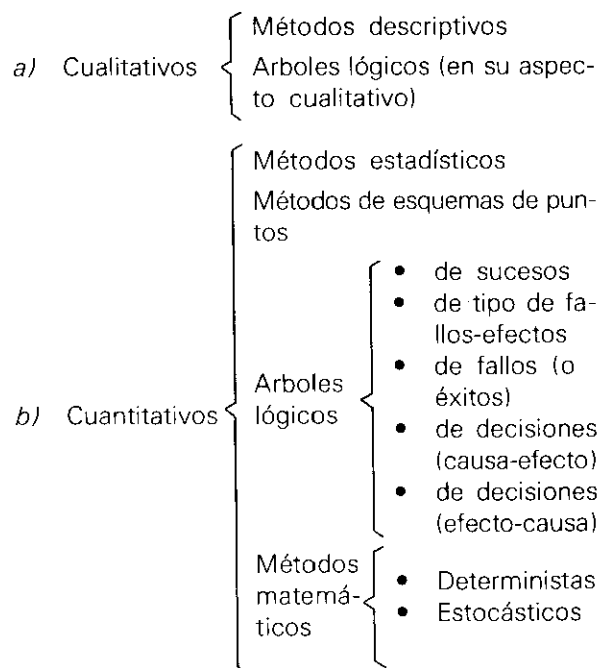 Métodos descriptivos
a) Cualitativos
Arboles lógicos (en su aspec-
to cualitativo)
Métodos estadísticos
Métodos de esquemas de pun-
tos
• de sucesos
• de tipo de fa-
llos-efectos
• de fallos (o
éxitos)
Arboles
lógicos
b) Cuantitativos
• de decisiones
(causa-efecto)
• de decisiones
(efecto-causa)
Métodos
matemá-
ticos
• Deterministas
• Estocásticos